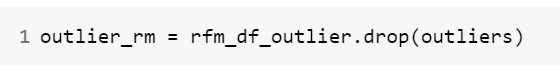 1 outlier_rm = rfm_df_outlier.drop(outliers)